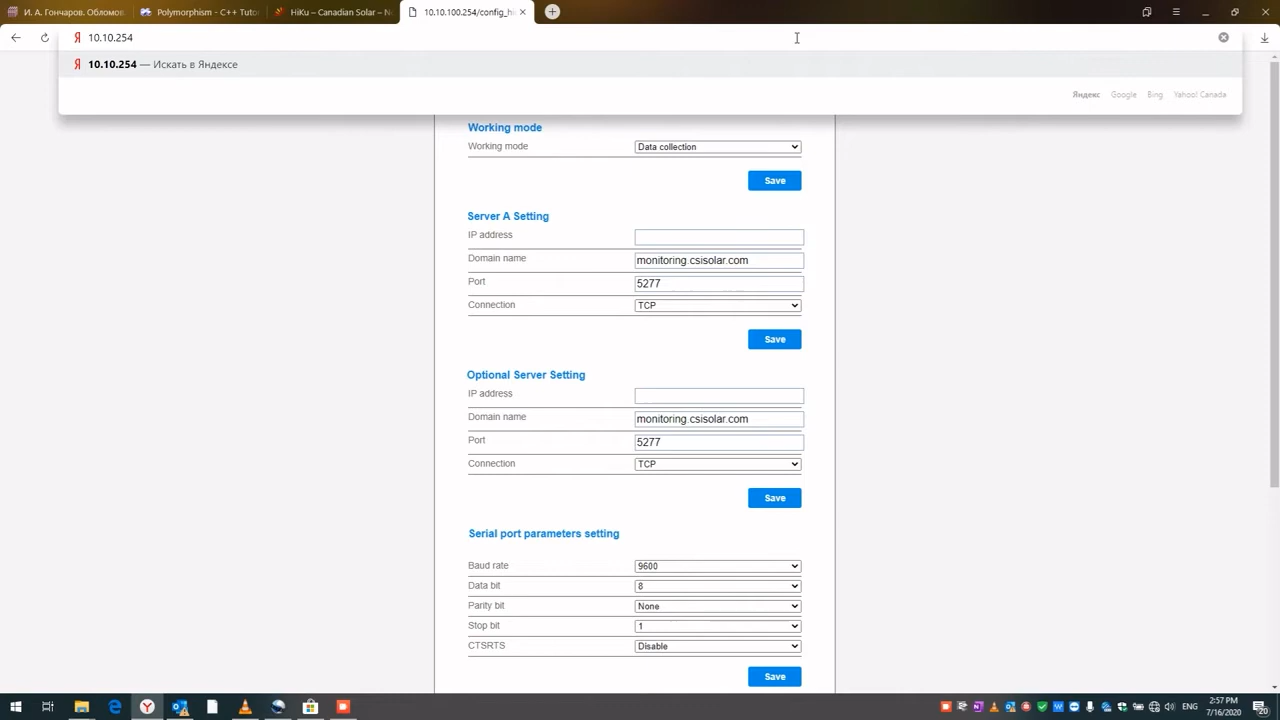 И. А. Гончаров. Обломов
Polymorphism - C++ Tutor
HiKu – Canadian Solar – N
10.10.100.254/config_hi
10.10.254
10.10.254 — Искать в Яндексе
Яндекс Google Bing Yahoo! Canada
Working mode
Working mode Data collection
Save
Server A Setting
IP address
Domain name monitoring.csisolar.com
Port 5277
Connection TCP
Save
Optional Server Setting
IP address
Domain name monitoring.csisolar.com
Port 5277
Connection TCP
Save
Serial port parameters setting
Baud rate 9600
Data bit 8
Parity bit None
Stop bit 1
CTSRTS Disable
Save
ENG
2:57 PM
7/16/2020
20